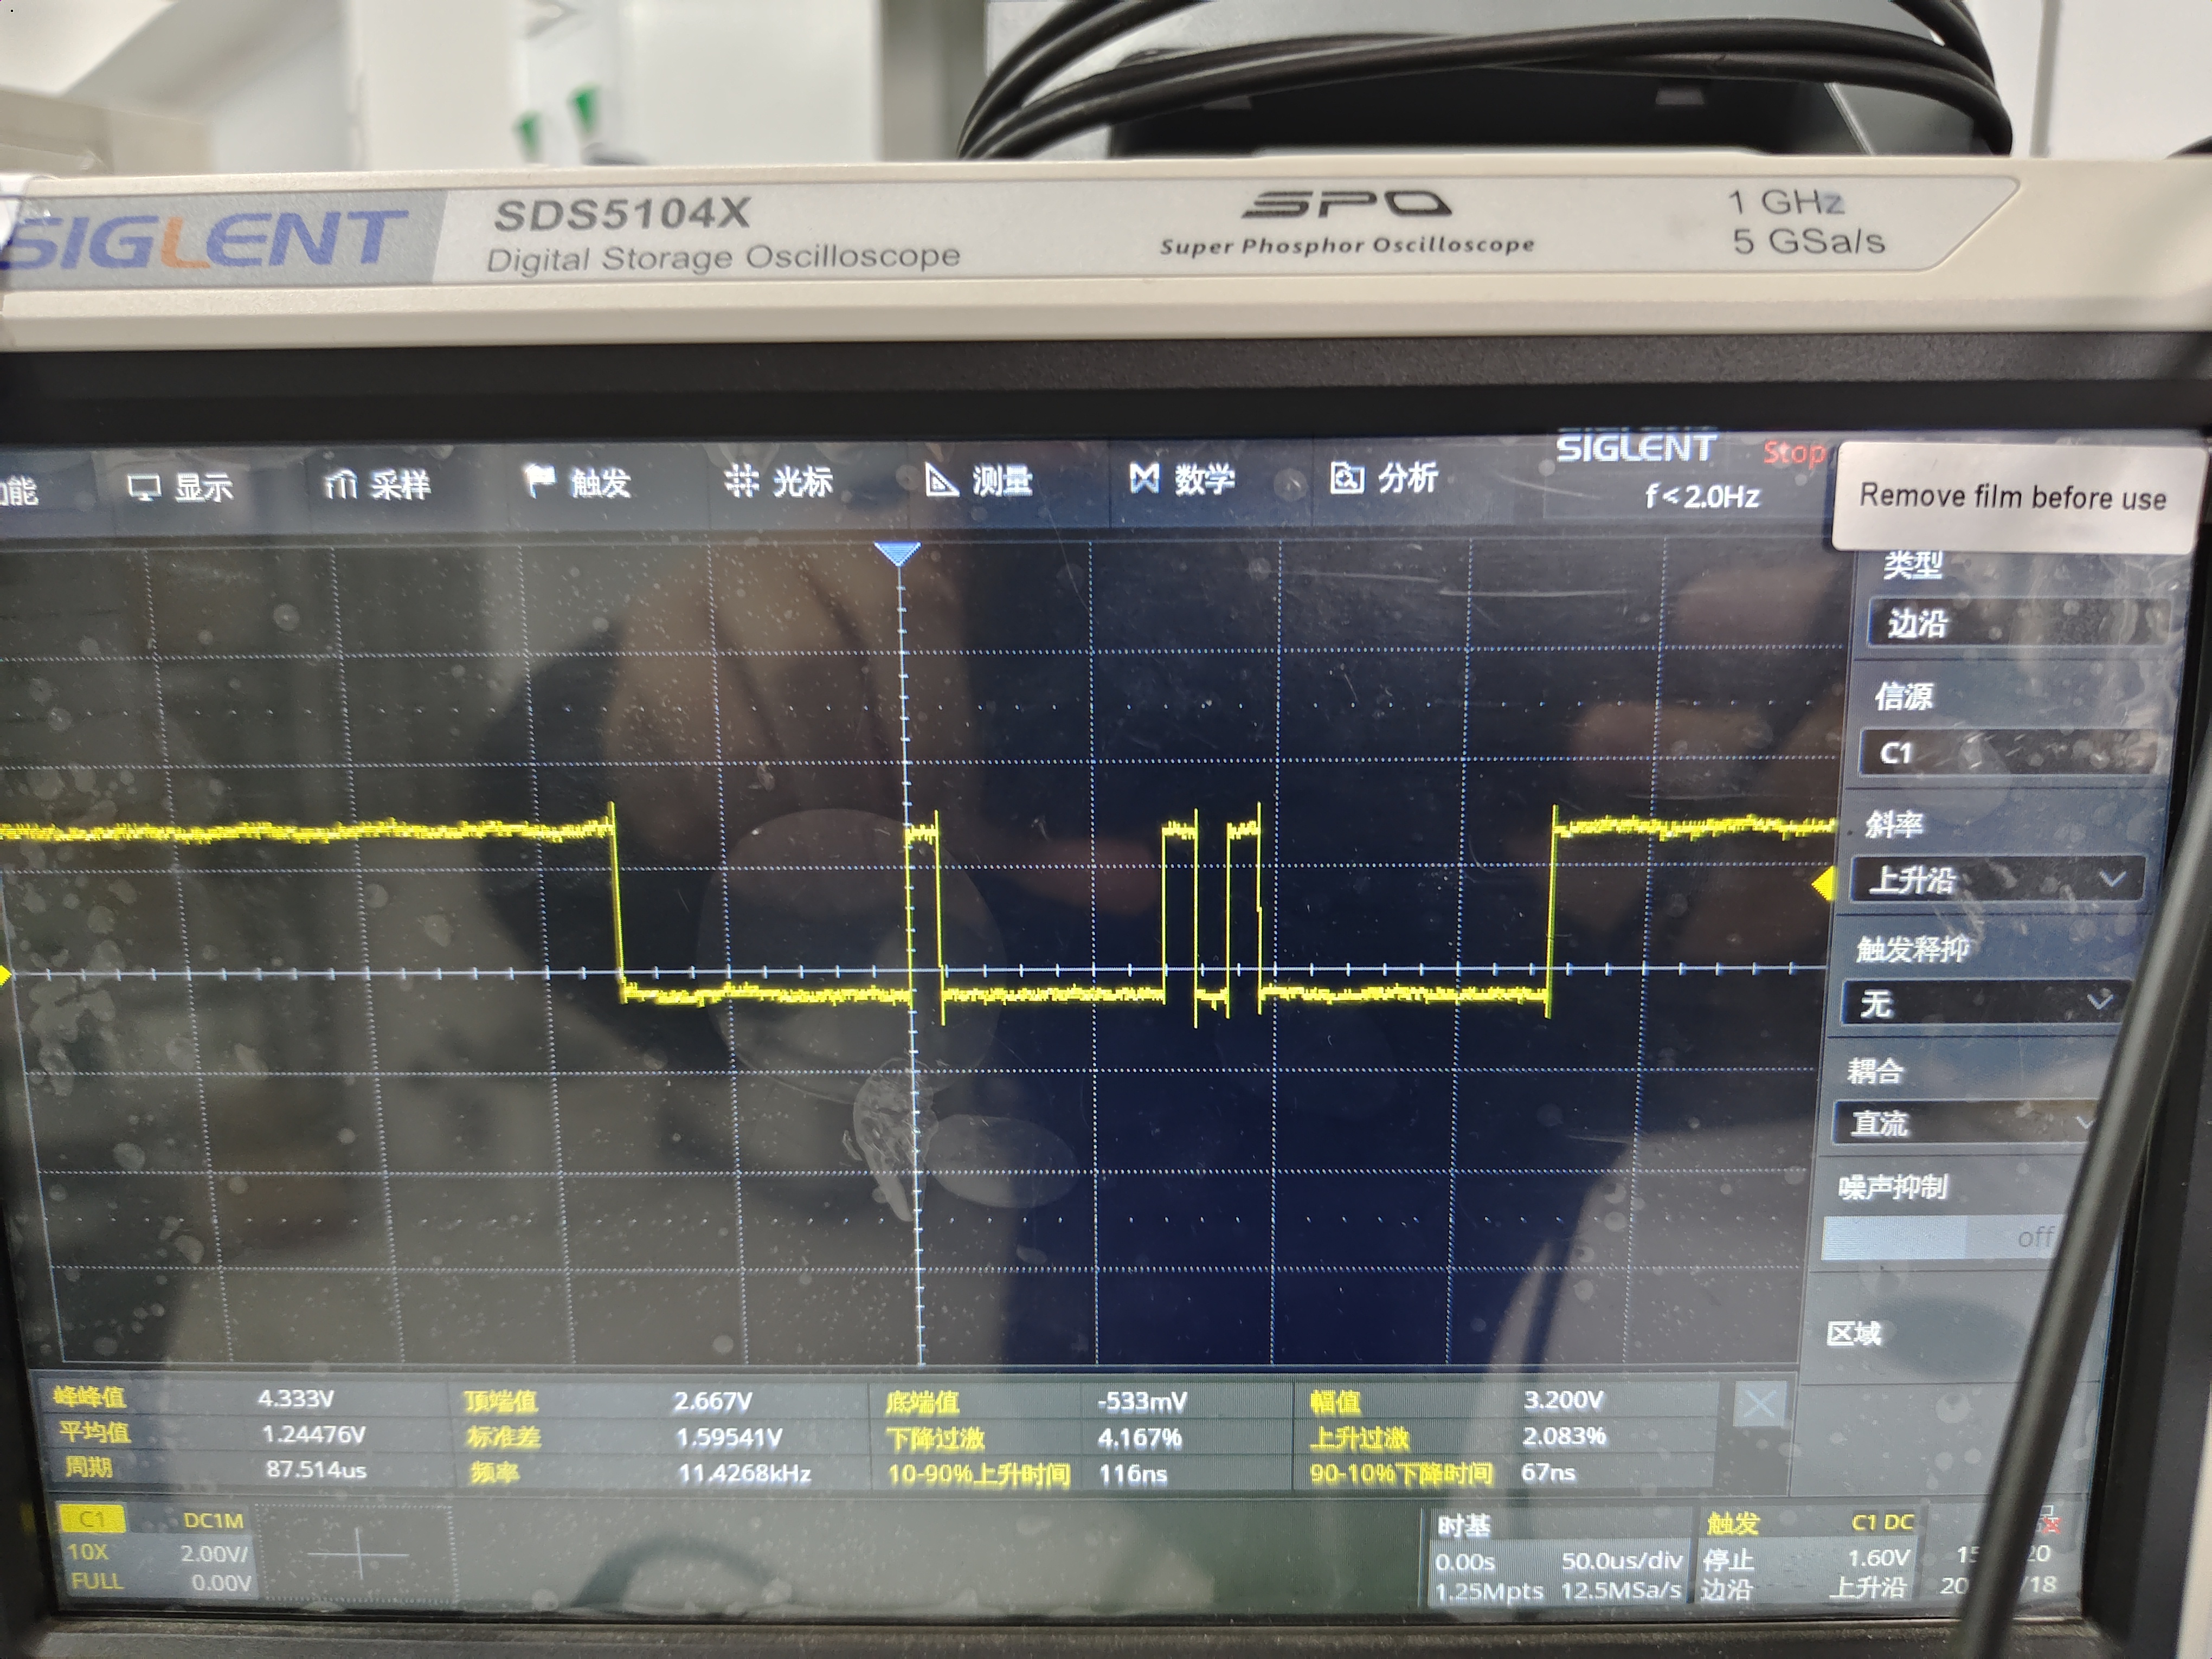 SIGLENT
SDS5104X
Digital Storage Oscilloscope
SPO
Super Phosphor Oscilloscope
1 GHz
5 GSa/s
能 显示 采样 触发 光标 测量 数学 分析
SIGLENT Stop
f < 2.0Hz
Remove film before use
类型
边沿
信源
C1
斜率
上升沿
触发释抑
无
耦合
直流
噪声抑制
off
区域
峰峰值 4.333V 顶端值 2.667V 底端值 -533mV 幅值 3.200V
平均值 1.24476V 标准差 1.59541V 下降过激 4.167% 上升过激 2.083%
周期 87.514us 频率 11.4268kHz 10-90%上升时间 116ns 90-10%下降时间 67ns
C1 DC1M
10X 2.00V/
FULL 0.00V
时基
0.00s 50.0us/div
1.25Mpts 12.5MSa/s
触发 C1 DC
停止 1.60V
边沿 上升沿